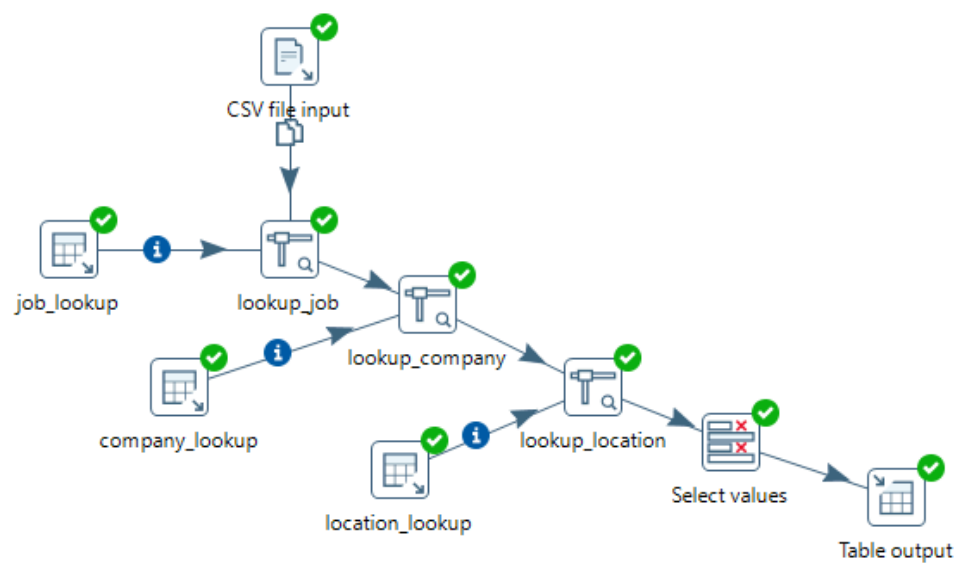 CSV file input
job_lookup
lookup_job
lookup_company
company_lookup
lookup_location
location_lookup
Select values
Table output